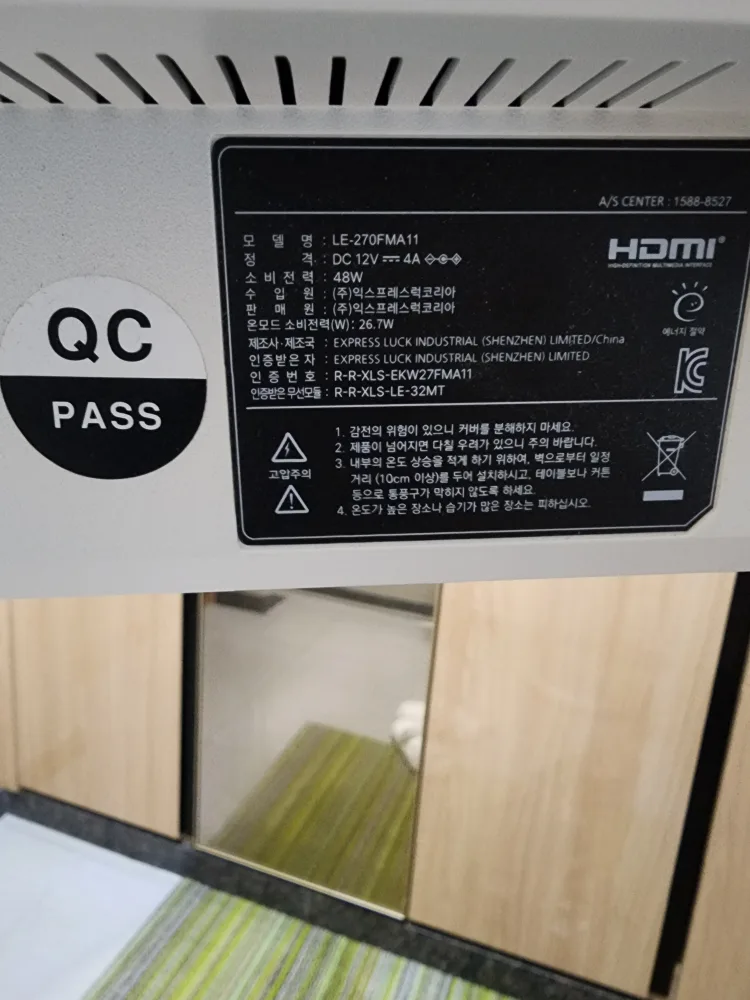 A/S CENTER : 1588-8527
모 델 명 : LE-270FMA11
정 격 : DC 12V 4A
소 비 전 력 : 48W
수 입 원 : (주)익스프레스럭코리아
판 매 원 : (주)익스프레스럭코리아
온모드 소비전력(W): 26.7W
제조사·제조국 : EXPRESS LUCK INDUSTRIAL (SHENZHEN) LIMITED/China
인증받은 자 : EXPRESS LUCK INDUSTRIAL (SHENZHEN) LIMITED
인 증 번 호 : R-R-XLS-EKW27FMA11
인증받은 무선모듈 : R-R-XLS-LE-32MT
HDMI®
HIGH-DEFINITION MULTIMEDIA INTERFACE
에너지 절약
QC
PASS
고압주의
1. 감전의 위험이 있으니 커버를 분해하지 마세요.
2. 제품이 넘어지면 다칠 우려가 있으니 주의 바랍니다.
3. 내부의 온도 상승을 적게 하기 위하여, 벽으로부터 일정
거리 (10cm 이상)를 두어 설치하시고, 테이블보나 커튼
등으로 통풍구가 막히지 않도록 하세요.
4. 온도가 높은 장소나 습기가 많은 장소는 피하십시오.